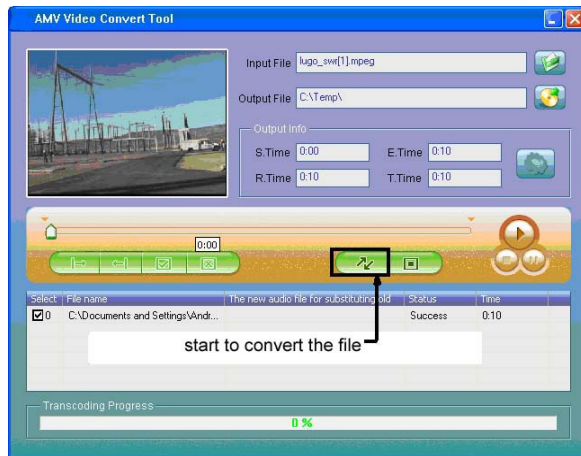 AMV Video Convert Tool
Input File lugo_swr[1].mpeg
Output File C:\Temp\
Output Info
S.Time 0:00 E.Time 0:10
R.Time 0:10 T.Time 0:10
0:00
Select File name The new audio file for substituting old Status Time
0 C:\Documents and Settings\Andr... Success 0:10
start to convert the file
Transcoding Progress
0 %